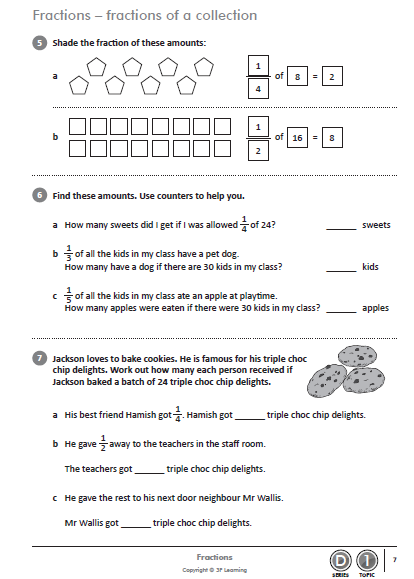 Fractions – fractions of a collection
5 Shade the fraction of these amounts:
a 1/4 of 8 = 2
b 1/2 of 16 = 8
6 Find these amounts. Use counters to help you.
a How many sweets did I get if I was allowed 1/4 of 24? ______ sweets
b 1/3 of all the kids in my class have a pet dog.
How many have a dog if there are 30 kids in my class? ______ kids
c 1/5 of all the kids in my class ate an apple at playtime.
How many apples were eaten if there were 30 kids in my class? ______ apples
7 Jackson loves to bake cookies. He is famous for his triple choc
chip delights. Work out how many each person received if
Jackson baked a batch of 24 triple choc chip delights.
a His best friend Hamish got 1/4. Hamish got ______ triple choc chip delights.
b He gave 1/2 away to the teachers in the staff room.
The teachers got ______ triple choc chip delights.
c He gave the rest to his next door neighbour Mr Wallis.
Mr Wallis got ______ triple choc chip delights.
Fractions
Copyright © 3P Learning
D 1
SERIES TOPIC
7